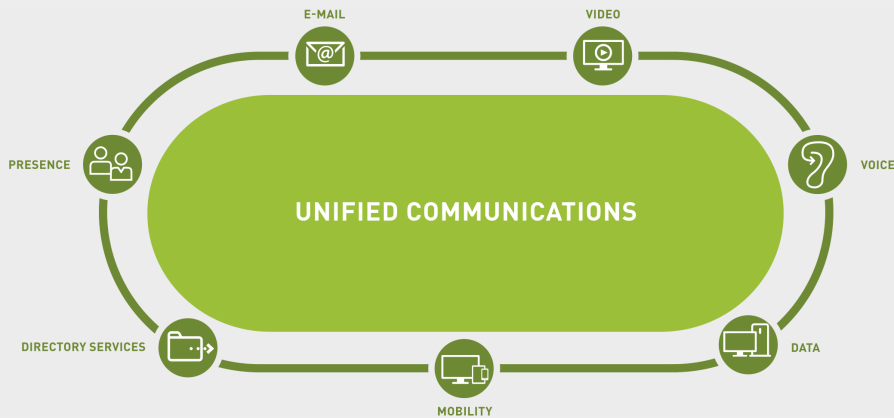 E-MAIL
VIDEO
PRESENCE
VOICE
UNIFIED COMMUNICATIONS
DIRECTORY SERVICES
DATA
MOBILITY